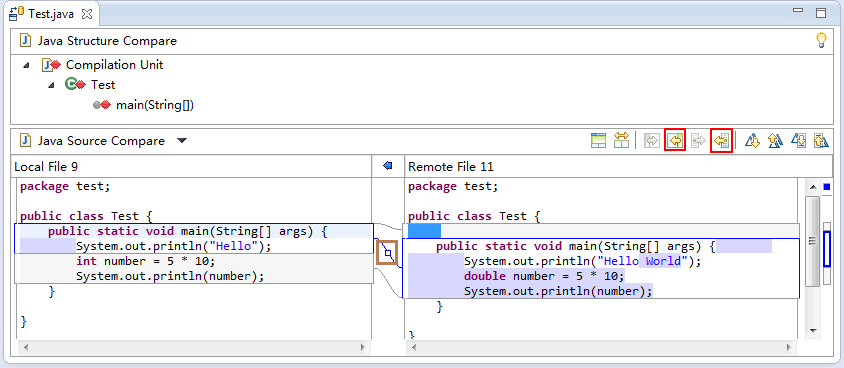 Test.java
Java Structure Compare
Compilation Unit
Test
main(String[])
Java Source Compare
Local File 9
Remote File 11
package test;
public class Test {
public static void main(String[] args) {
System.out.println("Hello");
int number = 5 * 10;
System.out.println(number);
}
}
package test;
public class Test {
public static void main(String[] args) {
System.out.println("Hello World");
double number = 5 * 10;
System.out.println(number);
}
}